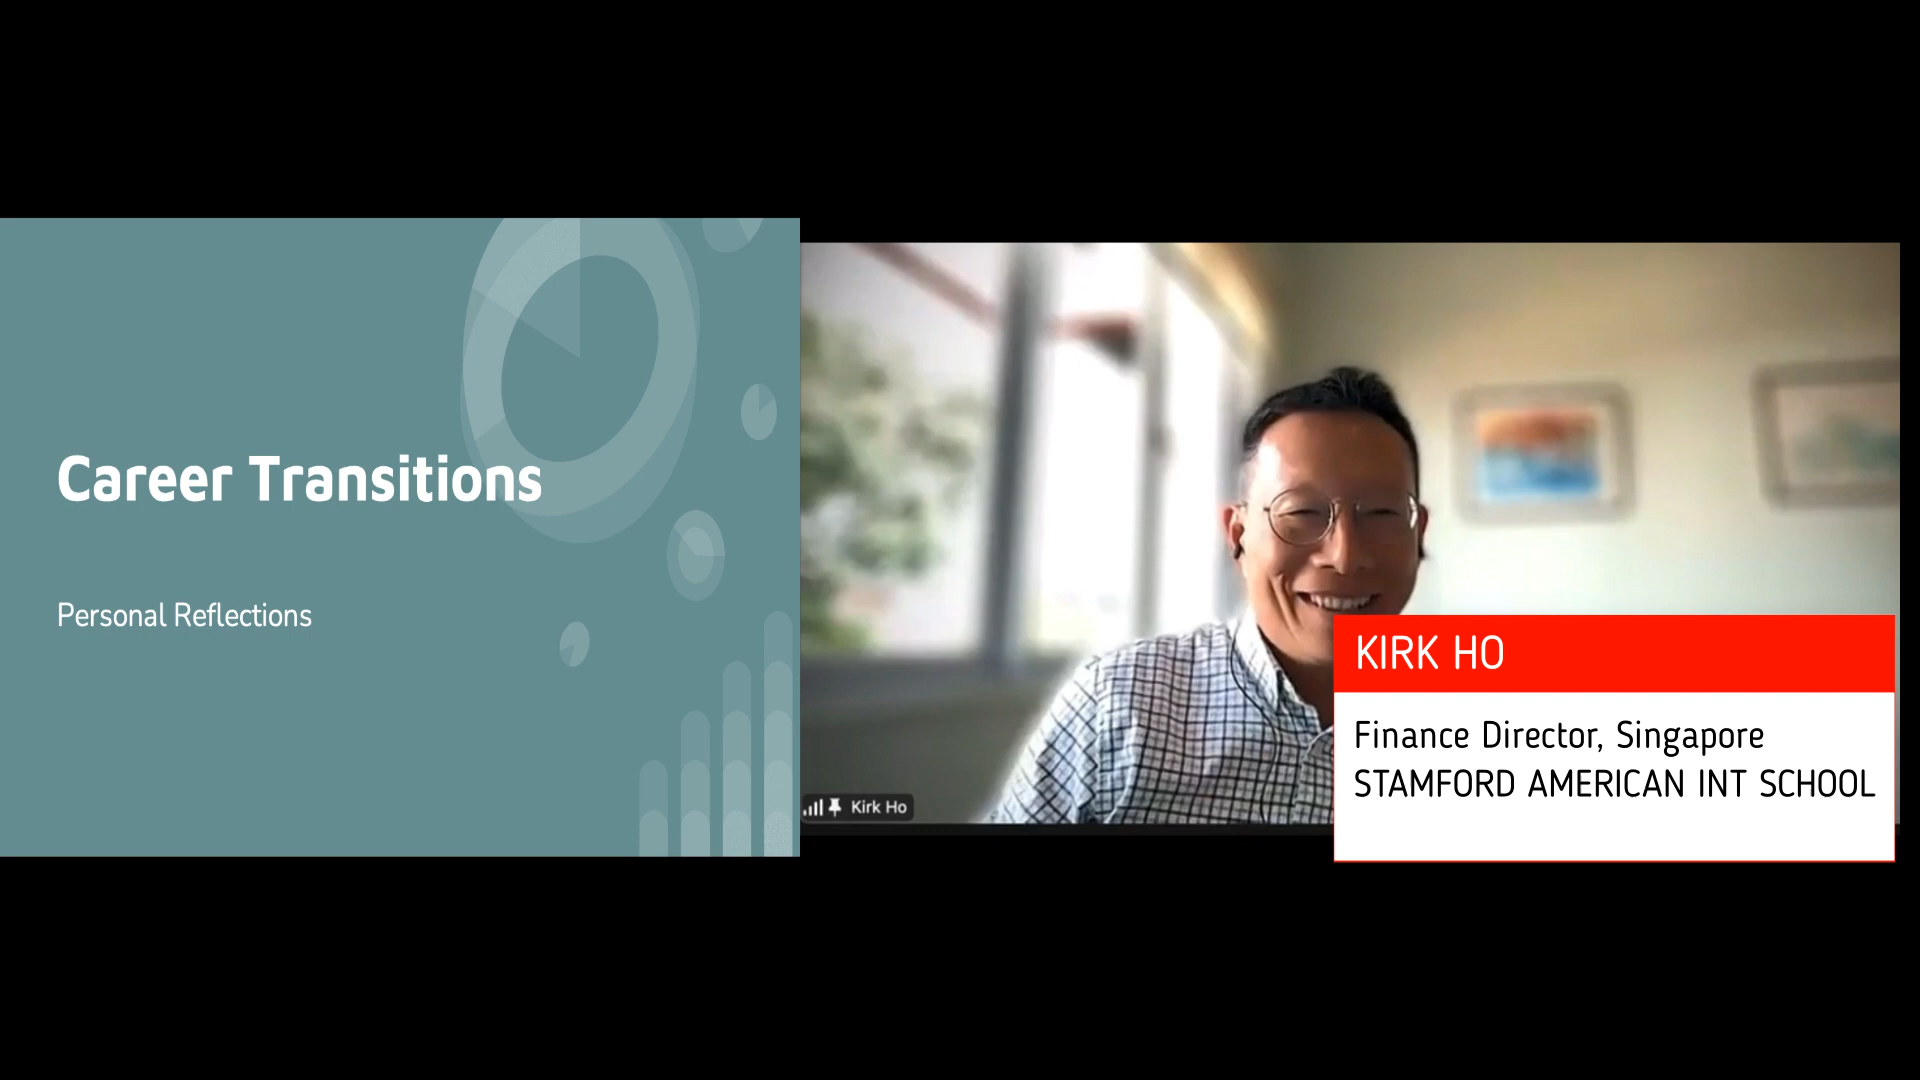 Career Transitions
Personal Reflections
KIRK HO
Finance Director, Singapore
STAMFORD AMERICAN INT SCHOOL
Kirk Ho